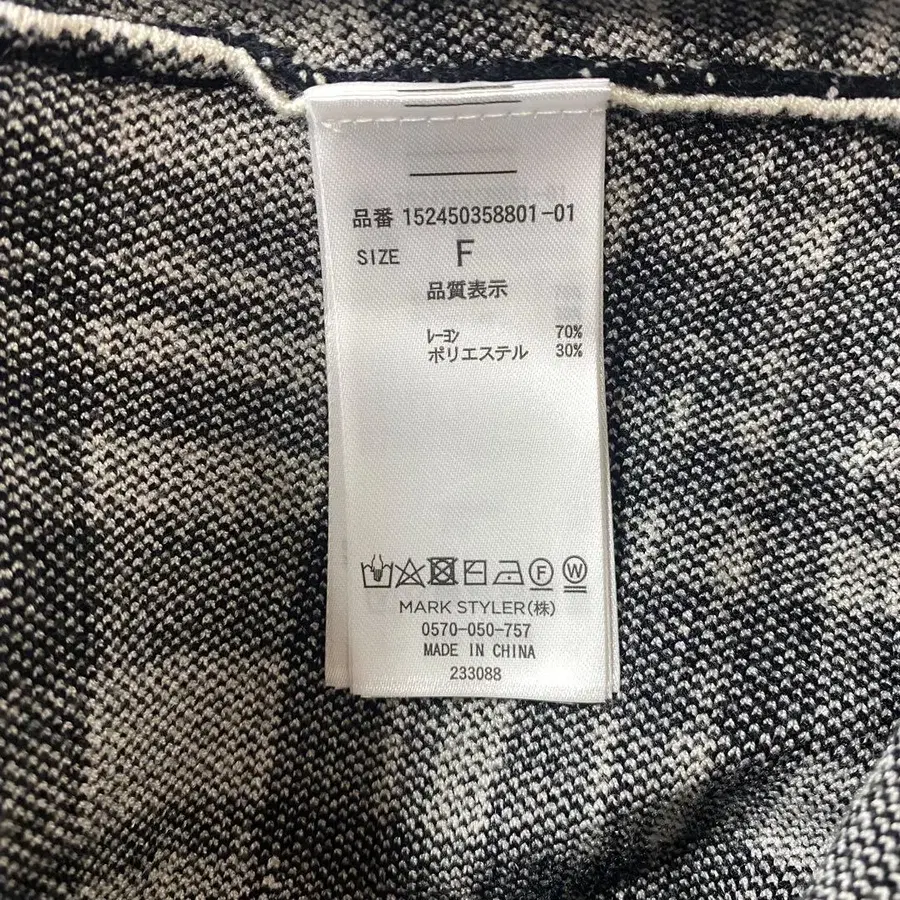 品番 152450358801-01
SIZE F
品質表示
レーヨン 70%
ポリエステル 30%
F W
MARK STYLER(株)
0570-050-757
MADE IN CHINA
233088